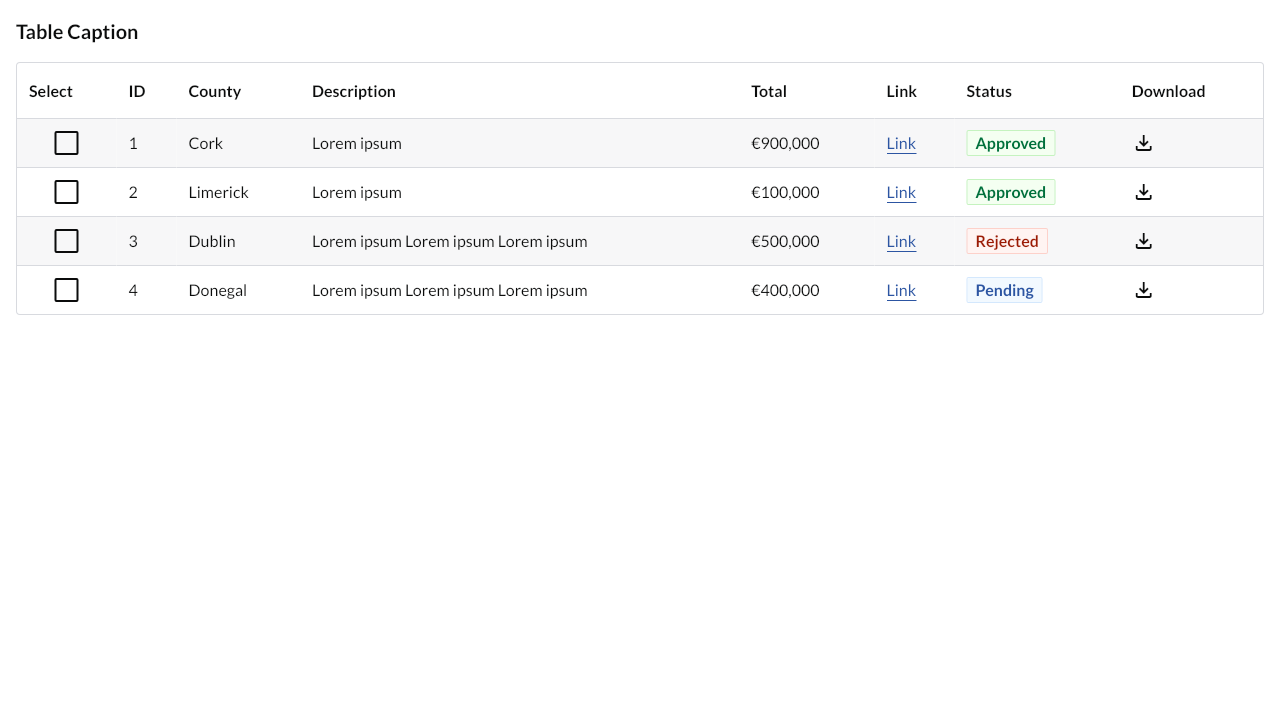 Table Caption
Select ID County Description Total Link Status Download
1 Cork Lorem ipsum €900,000 Link Approved
2 Limerick Lorem ipsum €100,000 Link Approved
3 Dublin Lorem ipsum Lorem ipsum Lorem ipsum €500,000 Link Rejected
4 Donegal Lorem ipsum Lorem ipsum Lorem ipsum €400,000 Link Pending